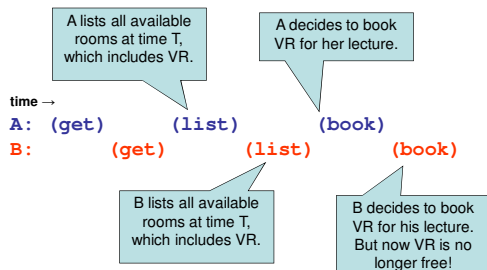 A lists all available
rooms at time T,
which includes VR.
A decides to book
VR for her lecture.
time →
A: (get) (list) (book)
B: (get) (list) (book)
B lists all available
rooms at time T,
which includes VR.
B decides to book
VR for his lecture.
But now VR is no
longer free!